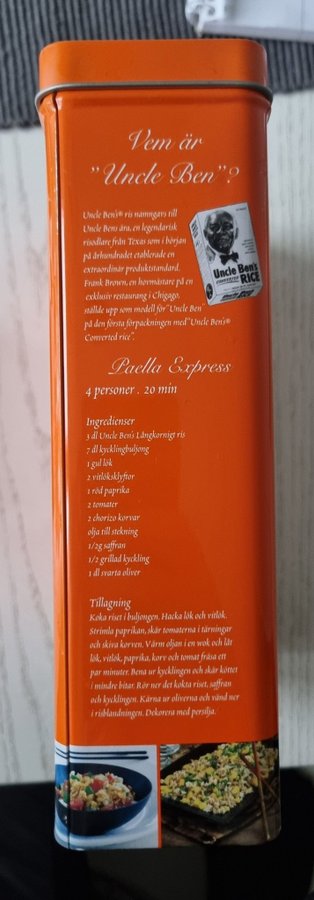 Vem är
"Uncle Ben"?
Uncle Ben's® ris namngavs till
Uncle Bens ära, en legendarisk
risodlare från Texas som i början
på århundradet etablerade en
extraordinär produktstandard.
Frank Brown, en hovmästare på en
exklusiv restaurang i Chigago,
ställde upp som modell för "Uncle Ben"
på den första förpackningen med "Uncle Ben's®
Converted rice".
Uncle Ben's
CONVERTED
RICE
Paella Express
4 personer . 20 min
Ingredienser
3 dl Uncle Ben's Långkornigt ris
7 dl kycklingbuljong
1 gul lök
2 vitlöksklyftor
1 röd paprika
2 tomater
2 chorizo korvar
olja till stekning
1/2g saffran
1/2 grillad kyckling
1 dl svarta oliver
Tillagning
Koka riset i buljongen. Hacka lök och vitlök.
Strimla paprikan, skär tomaterna i tärningar
och skiva korven. Värm oljan i en wok och låt
lök, vitlök, paprika, korv och tomat fräsa ett
par minuter. Bena ur kycklingen och skär köttet
i mindre bitar. Rör ner det kokta riset, saffran
och kycklingen. Kärna ur oliverna och vänd ner
i risblandningen. Dekorera med persilja.